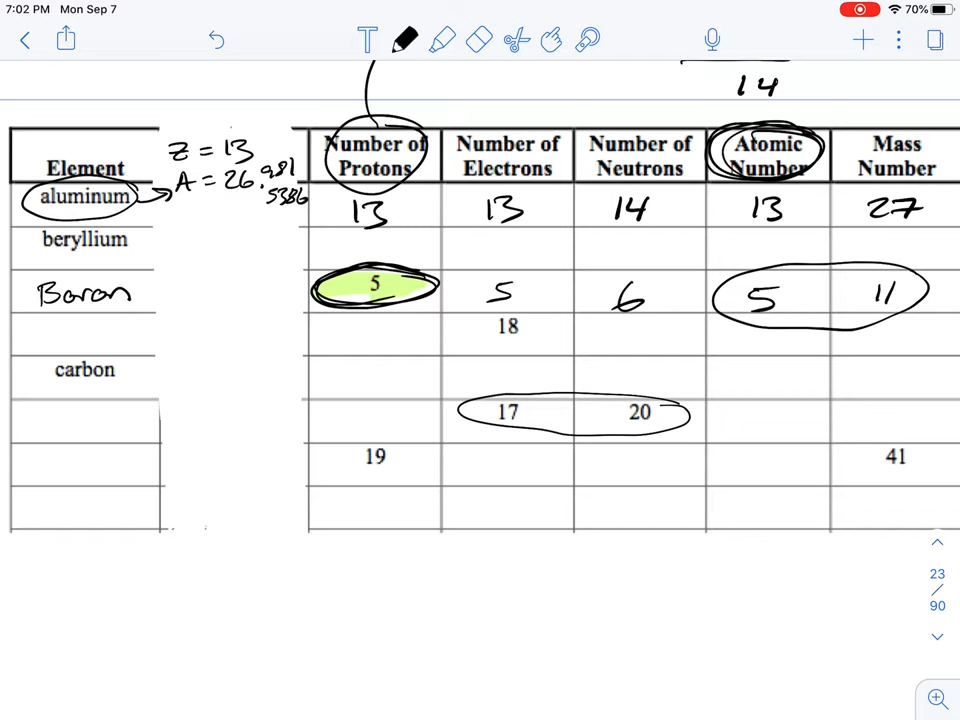 7:02 PM Mon Sep 7
70%
14
Element
Number of Protons
Number of Electrons
Number of Neutrons
Atomic Number
Mass Number
Z = 13
A = 26.981
5386
aluminum 13 13 14 13 27
beryllium
Boron 5 5 6 5 11
18
carbon
17 20
19 41
23
/
90